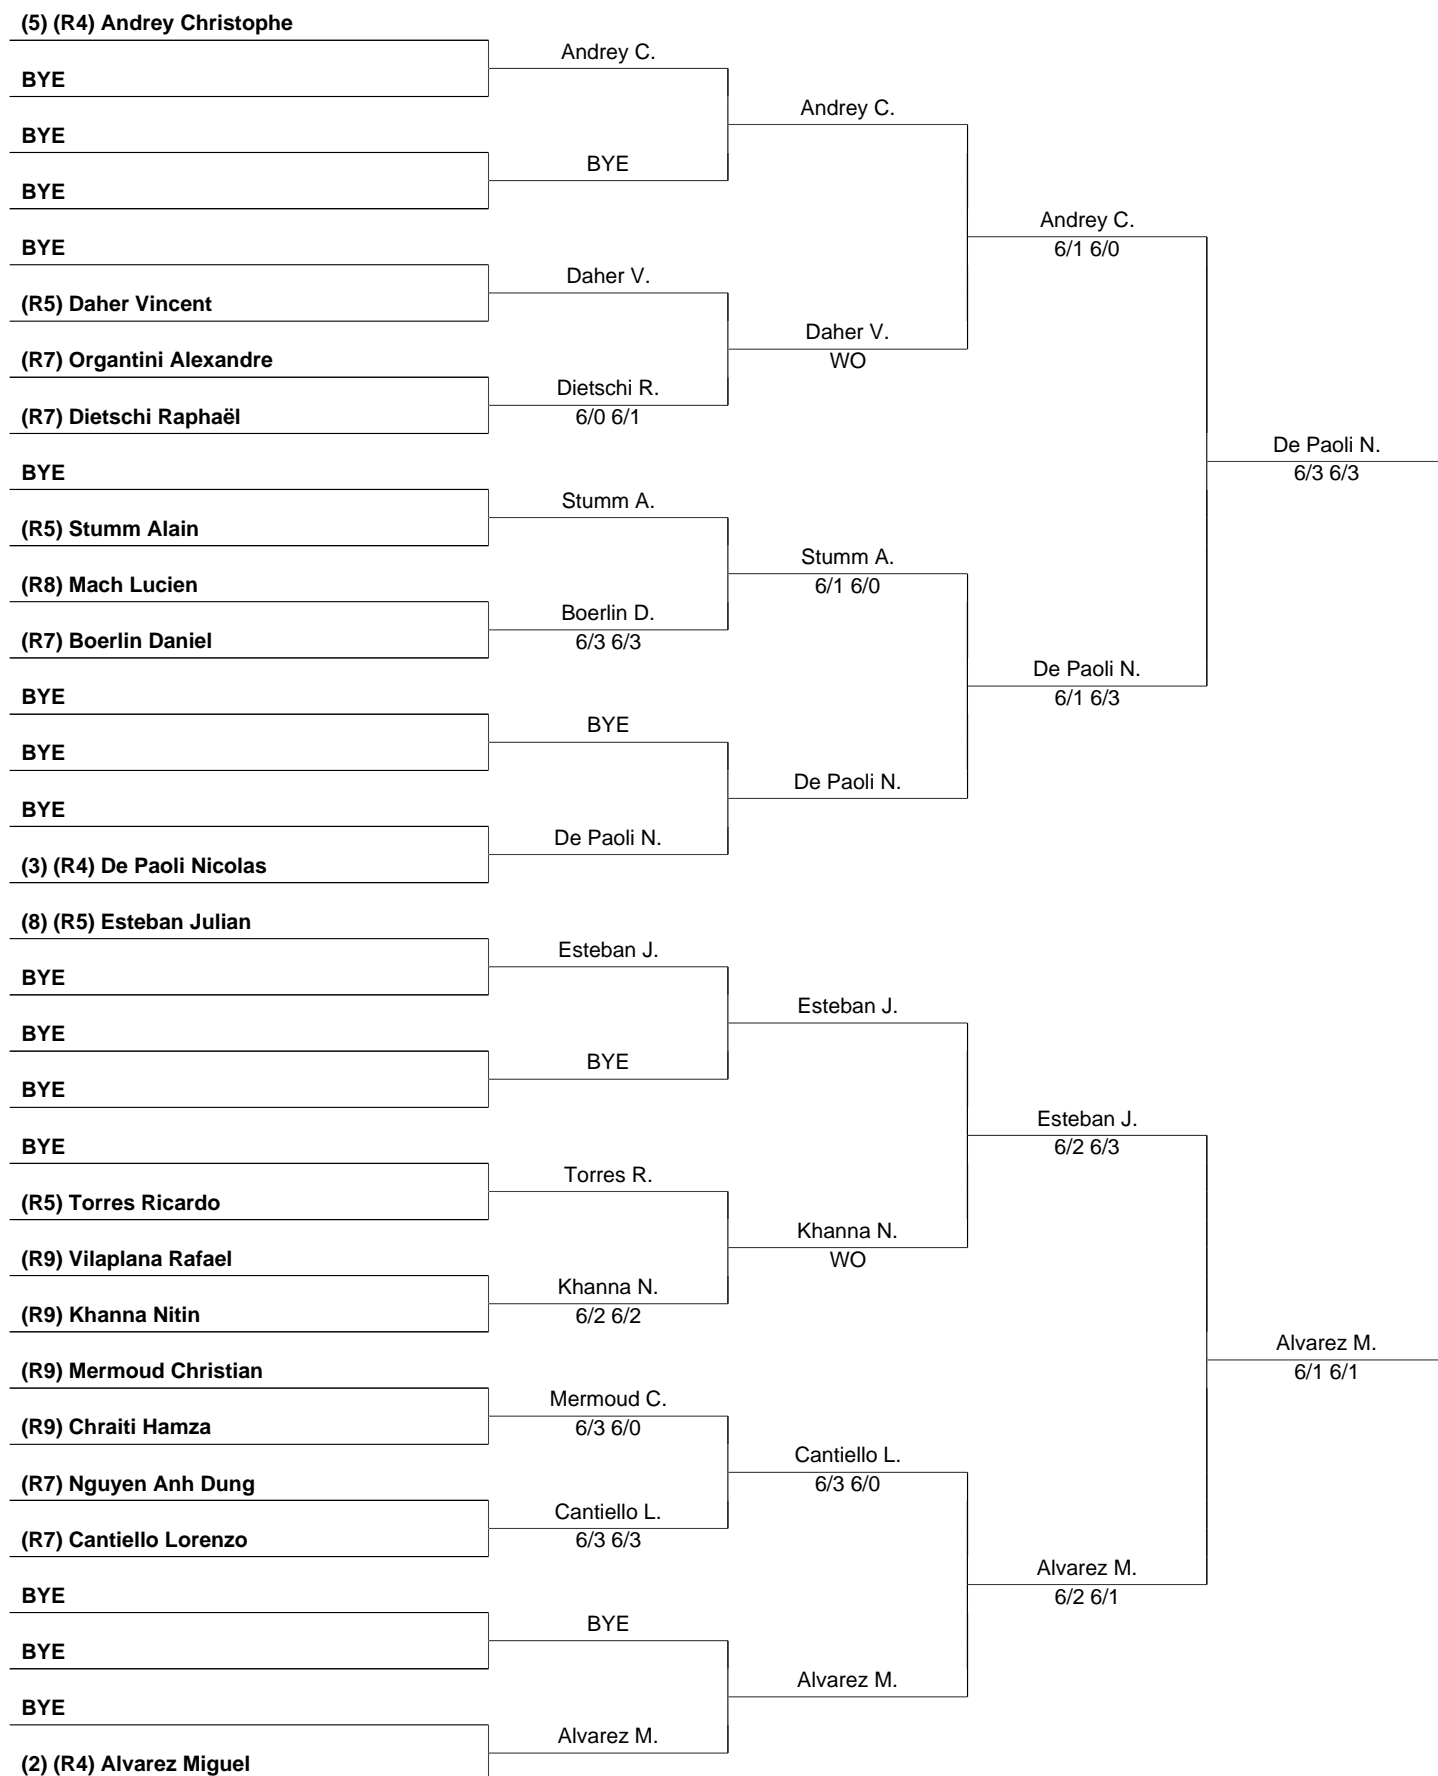 (5) (R4) Andrey Christophe
Andrey C.
BYE
Andrey C.
BYE
BYE
BYE
Andrey C.
6/1 6/0
BYE
Daher V.
(R5) Daher Vincent
Daher V.
WO
(R7) Organtini Alexandre
Dietschi R.
6/0 6/1
(R7) Dietschi Raphaël
De Paoli N.
6/3 6/3
BYE
Stumm A.
(R5) Stumm Alain
Stumm A.
6/1 6/0
(R8) Mach Lucien
Boerlin D.
6/3 6/3
(R7) Boerlin Daniel
De Paoli N.
6/1 6/3
BYE
BYE
BYE
De Paoli N.
BYE
De Paoli N.
(3) (R4) De Paoli Nicolas
(8) (R5) Esteban Julian
Esteban J.
BYE
Esteban J.
BYE
BYE
BYE
Esteban J.
6/2 6/3
BYE
Torres R.
(R5) Torres Ricardo
Khanna N.
WO
(R9) Vilaplana Rafael
Khanna N.
6/2 6/2
(R9) Khanna Nitin
Alvarez M.
6/1 6/1
(R9) Mermoud Christian
Mermoud C.
6/3 6/0
(R9) Chraiti Hamza
Cantiello L.
6/3 6/0
(R7) Nguyen Anh Dung
Cantiello L.
6/3 6/3
(R7) Cantiello Lorenzo
Alvarez M.
6/2 6/1
BYE
BYE
BYE
Alvarez M.
BYE
Alvarez M.
(2) (R4) Alvarez Miguel